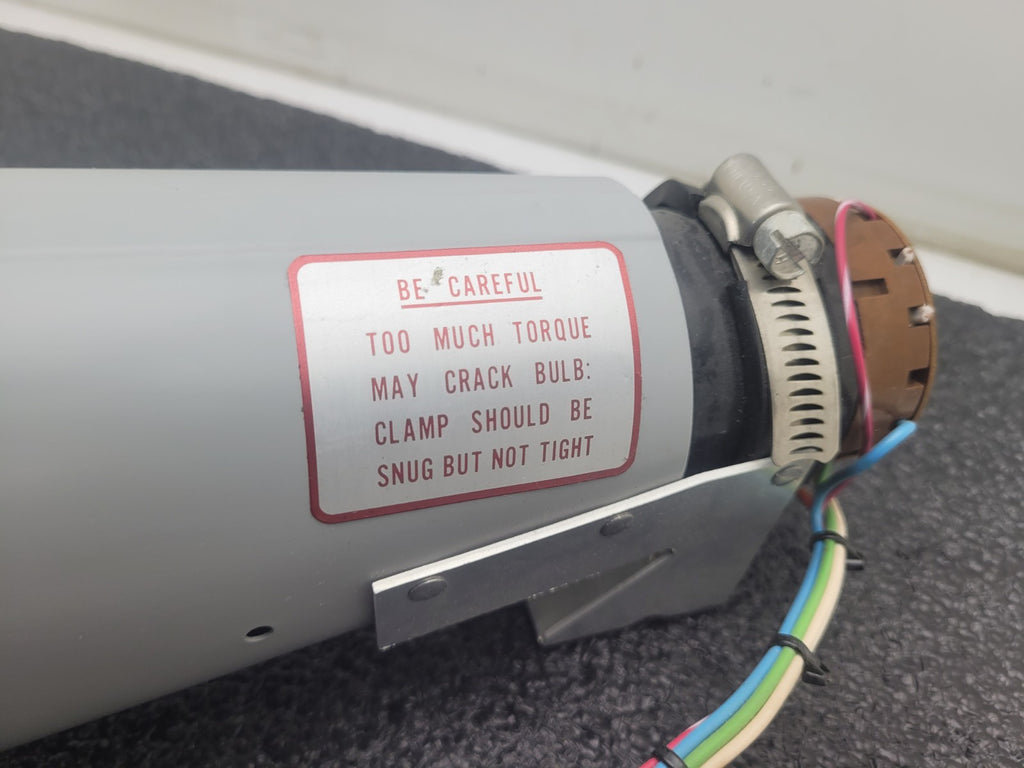 BE CAREFUL
TOO MUCH TORQUE
MAY CRACK BULB:
CLAMP SHOULD BE
SNUG BUT NOT TIGHT